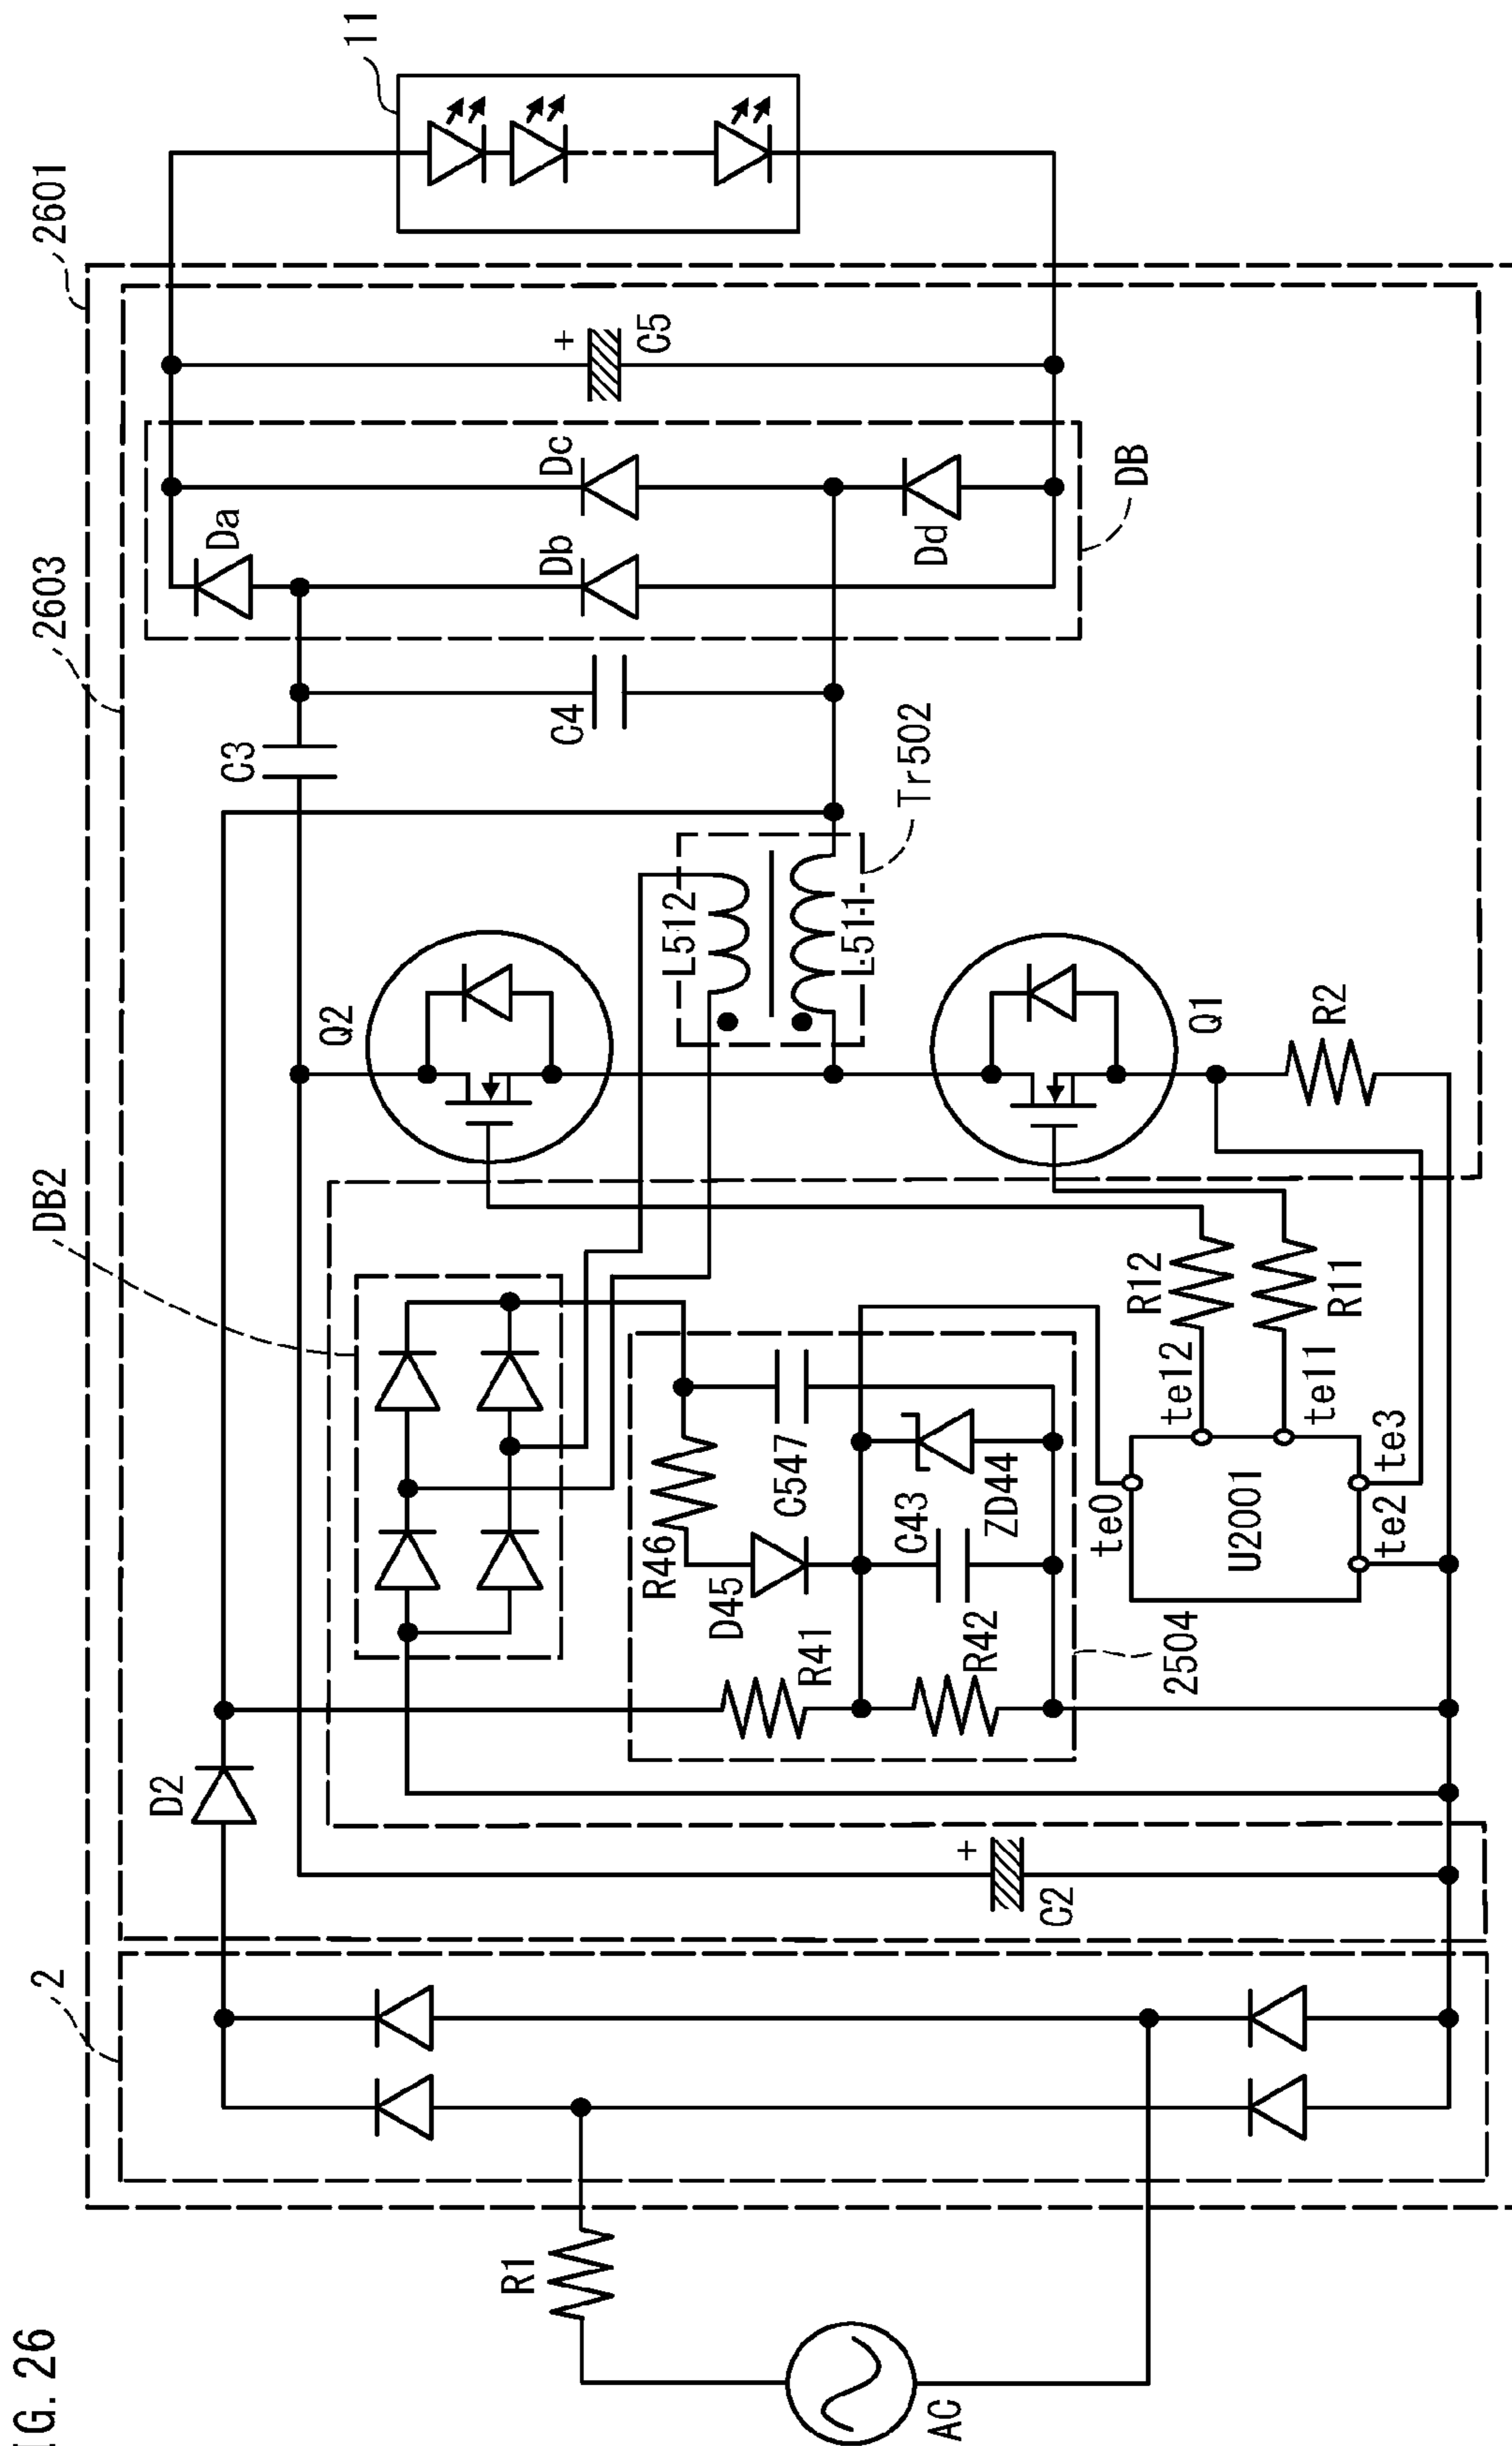 IG. 26
2601
2603
DB2
2
11
D2
C3
Da
Q2
Db
Dc
+
C5
C4
R1
L512
L511
Tr502
R46
C547
D45
R41
C43
ZD44
R42
2504
DB
Dd
R12
te12
te0
te11
R11
Q1
R2
U2001
te2
te3
+
C2
AC